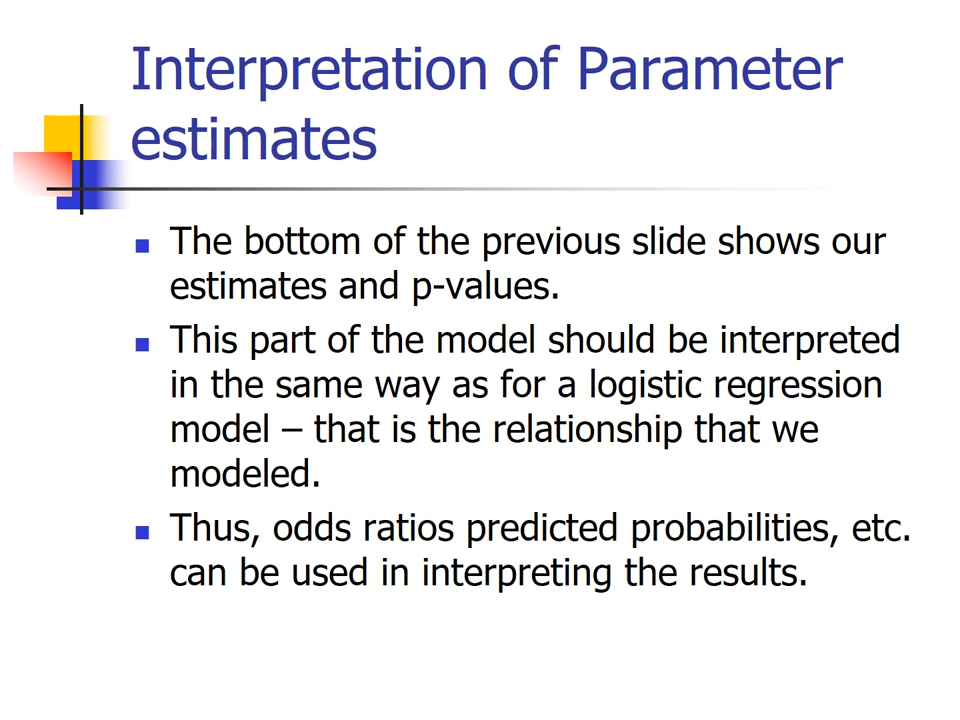 Interpretation of Parameter
estimates
The bottom of the previous slide shows our
estimates and p-values.
This part of the model should be interpreted
in the same way as for a logistic regression
model – that is the relationship that we
modeled.
Thus, odds ratios predicted probabilities, etc.
can be used in interpreting the results.